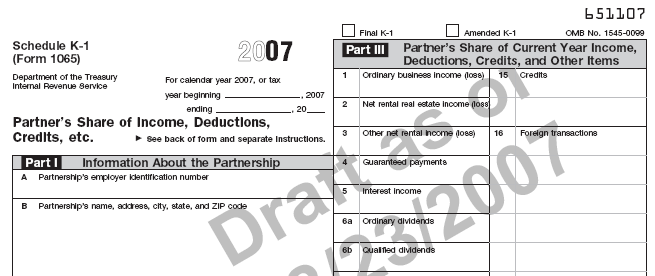 651107
Final K-1
Amended K-1
OMB No. 1545-0099
Schedule K-1
(Form 1065)
2007
Department of the Treasury
Internal Revenue Service
For calendar year 2007, or tax
year beginning , 2007
ending , 20
Partner's Share of Income, Deductions,
Credits, etc.
► See back of form and separate instructions.
Part I Information About the Partnership
A Partnership's employer identification number
B Partnership's name, address, city, state, and ZIP code
Part III Partner's Share of Current Year Income,
Deductions, Credits, and Other Items
1 Ordinary business income (loss)
15 Credits
2 Net rental real estate income (loss)
3 Other net rental income (loss)
16 Foreign transactions
4 Guaranteed payments
5 Interest income
6a Ordinary dividends
6b Qualified dividends
Draft as of
/23/2007